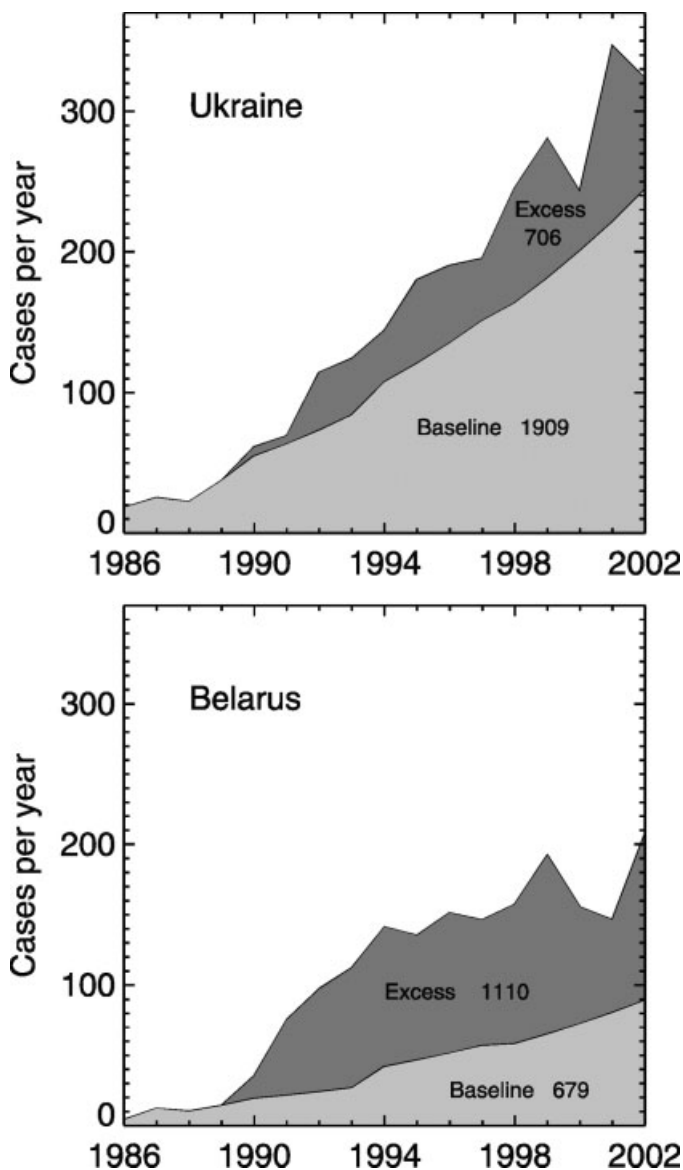 Ukraine
Cases per year
300
200
100
0
Excess
706
Baseline 1909
1986 1990 1994 1998 2002
Belarus
Cases per year
300
200
100
0
Excess 1110
Baseline 679
1986 1990 1994 1998 2002